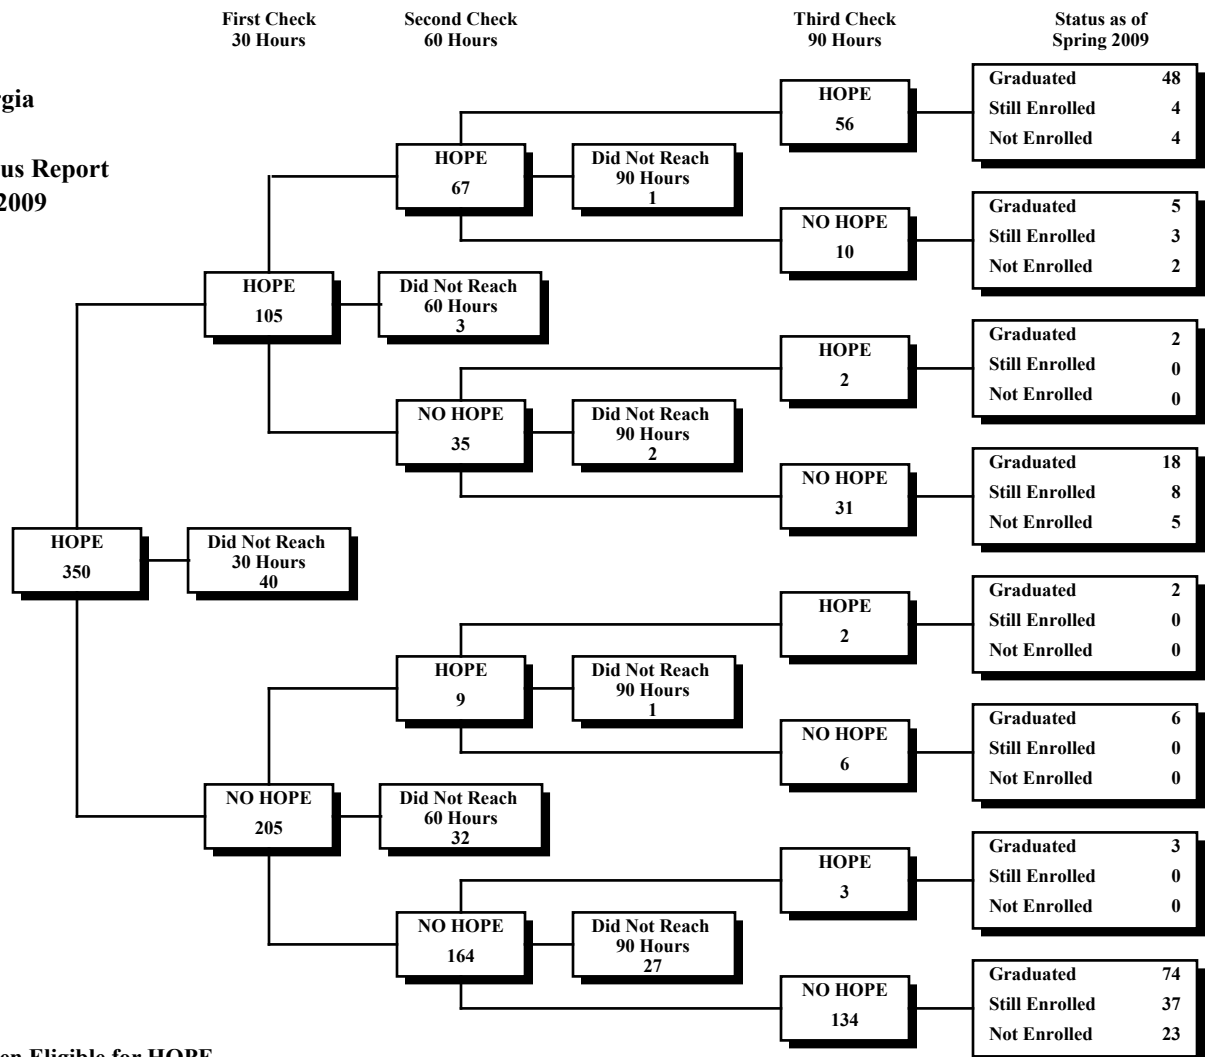 First Check
30 Hours
Second Check
60 Hours
Third Check
90 Hours
Status as of
Spring 2009
rgia
us Report
2009
HOPE
350
Did Not Reach
30 Hours
40
HOPE
105
Did Not Reach
60 Hours
3
NO HOPE
205
Did Not Reach
60 Hours
32
HOPE
67
Did Not Reach
90 Hours
1
NO HOPE
35
Did Not Reach
90 Hours
2
HOPE
9
Did Not Reach
90 Hours
1
NO HOPE
164
Did Not Reach
90 Hours
27
HOPE
56
Graduated 48
Still Enrolled 4
Not Enrolled 4
NO HOPE
10
Graduated 5
Still Enrolled 3
Not Enrolled 2
HOPE
2
Graduated 2
Still Enrolled 0
Not Enrolled 0
NO HOPE
31
Graduated 18
Still Enrolled 8
Not Enrolled 5
HOPE
2
Graduated 2
Still Enrolled 0
Not Enrolled 0
NO HOPE
6
Graduated 6
Still Enrolled 0
Not Enrolled 0
HOPE
3
Graduated 3
Still Enrolled 0
Not Enrolled 0
NO HOPE
134
Graduated 74
Still Enrolled 37
Not Enrolled 23
en Eligible for HOPE